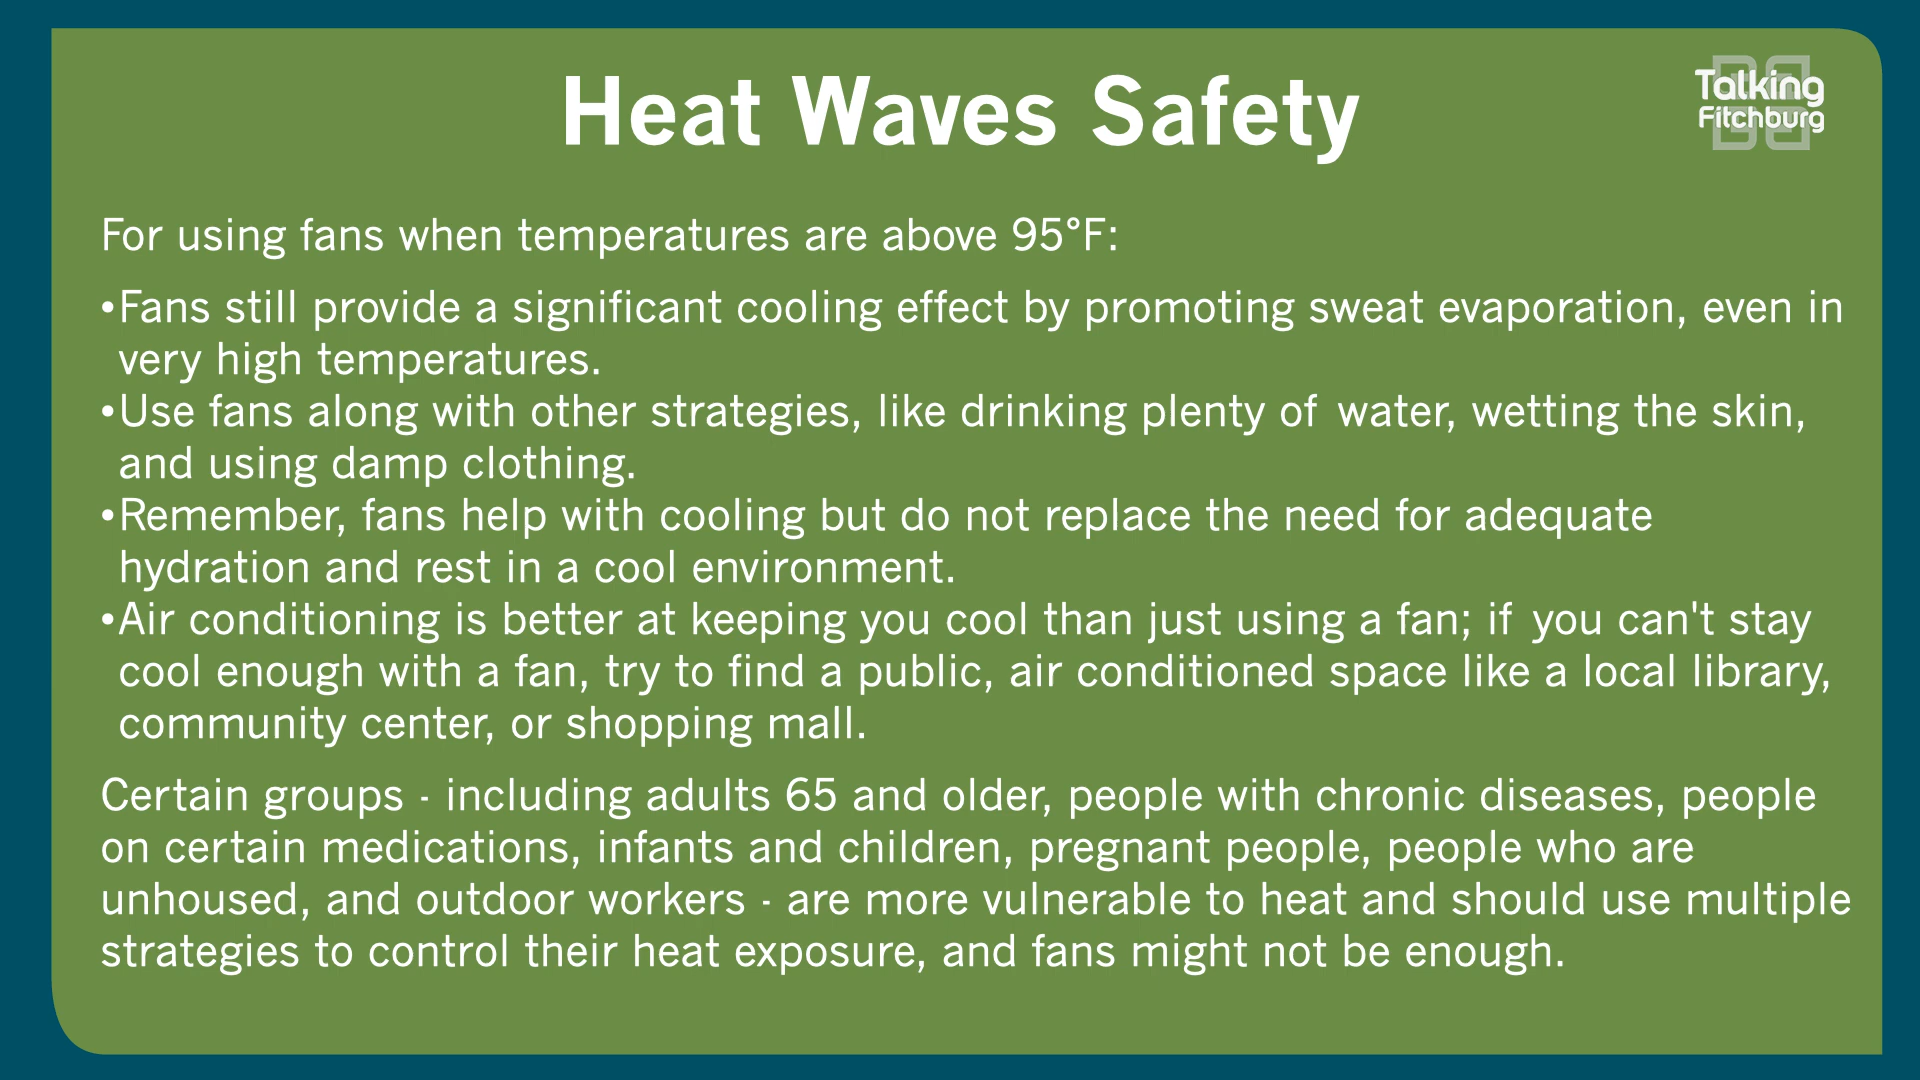 Heat Waves Safety
Talking
Fitchburg
For using fans when temperatures are above 95°F:
•Fans still provide a significant cooling effect by promoting sweat evaporation, even in
very high temperatures.
•Use fans along with other strategies, like drinking plenty of water, wetting the skin,
and using damp clothing.
•Remember, fans help with cooling but do not replace the need for adequate
hydration and rest in a cool environment.
•Air conditioning is better at keeping you cool than just using a fan; if you can't stay
cool enough with a fan, try to find a public, air conditioned space like a local library,
community center, or shopping mall.
Certain groups - including adults 65 and older, people with chronic diseases, people
on certain medications, infants and children, pregnant people, people who are
unhoused, and outdoor workers - are more vulnerable to heat and should use multiple
strategies to control their heat exposure, and fans might not be enough.